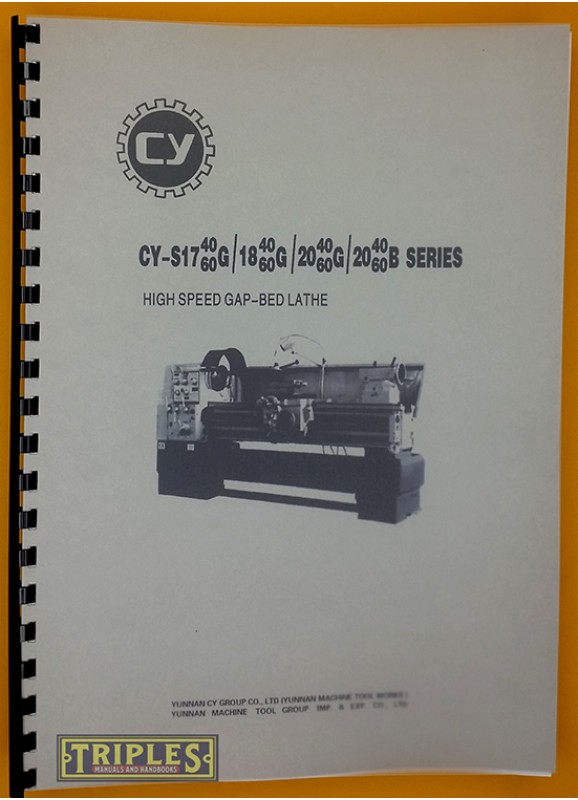 CY
CY-S17 40/60 G/18 40/60 G/20 40/60 G/20 40/60 B SERIES
HIGH SPEED GAP-BED LATHE
YUNNAN CY GROUP CO., LTD (YUNNAN MACHINE TOOL WORKS)
YUNNAN MACHINE TOOL GROUP IMP. & EXP. CO., LTD
TRIPLES
MANUALS AND HANDBOOKS